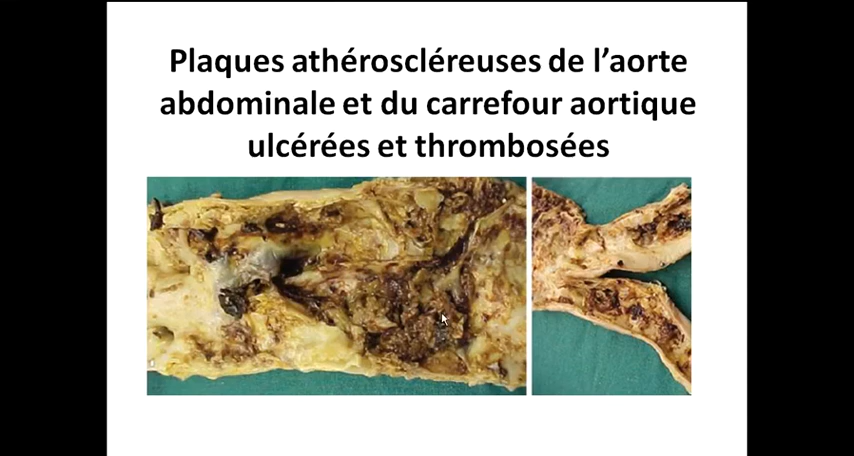 Plaques athéroscléreuses de l’aorte
abdominale et du carrefour aortique
ulcérées et thrombosées